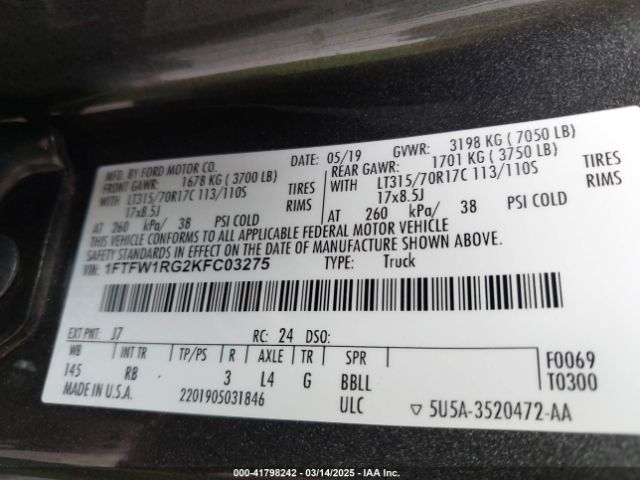 MFD. BY FORD MOTOR CO.
DATE: 05/19 GVWR: 3198 KG ( 7050 LB)
FRONT GAWR: 1678 KG ( 3700 LB)
REAR GAWR: 1701 KG ( 3750 LB)
WITH LT315/70R17C 113/110S TIRES
WITH LT315/70R17C 113/110S TIRES
17x8.5J RIMS
17x8.5J RIMS
AT 260 kPa/ 38 PSI COLD
AT 260 kPa/ 38 PSI COLD
THIS VEHICLE CONFORMS TO ALL APPLICABLE FEDERAL MOTOR VEHICLE
SAFETY STANDARDS IN EFFECT ON THE DATE OF MANUFACTURE SHOWN ABOVE.
VIN: 1FTFW1RG2KFC03275 TYPE: Truck
EXT PNT: J7 RC: 24 DSO:
WB INT TR TP/PS R AXLE TR SPR
145 RB 3 L4 G BBLL
F0069
T0300
MADE IN U.S.A. 2201905031846 ULC
▽ 5U5A-3520472-AA
000-41798242 - 03/14/2025 - IAA Inc.